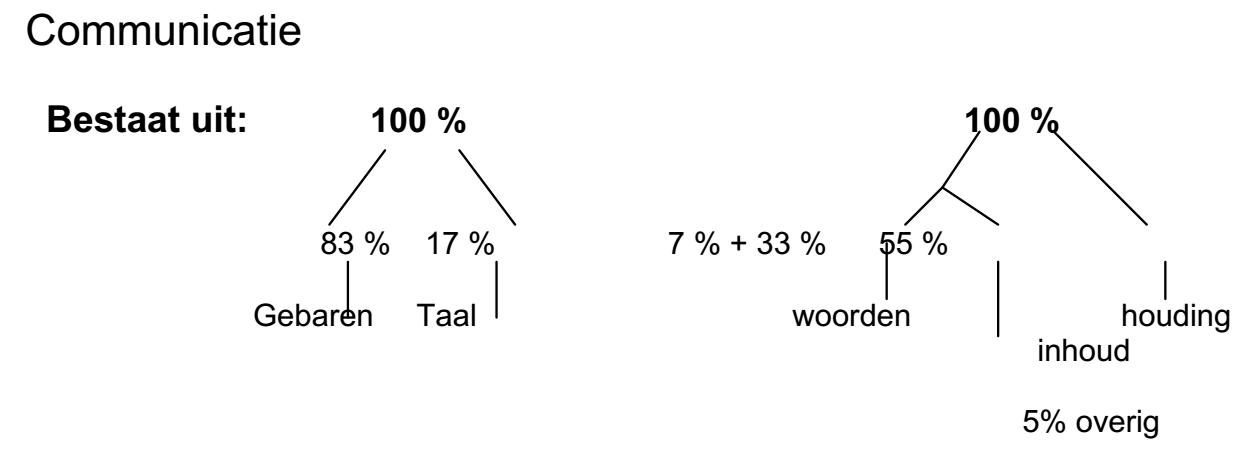 Communicatie
Bestaat uit: 100 % 100 %
83 % 17 % 7 % + 33 % 55 %
Gebaren Taal woorden houding
inhoud
5% overig